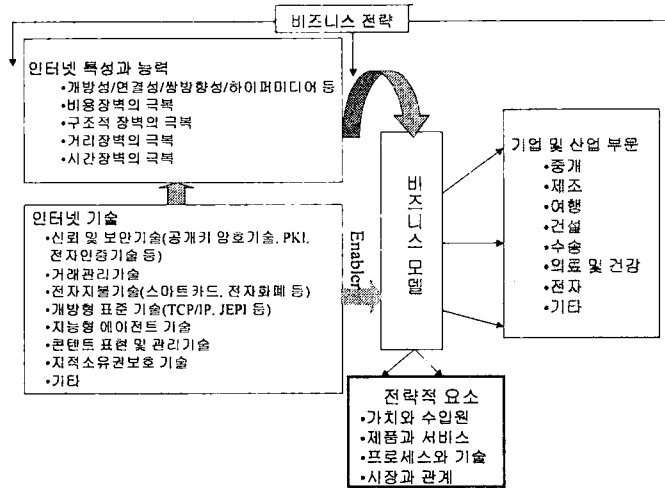 비즈니스 전략
인터넷 특성과 능력
•개방성/연결성/쌍방향성/하이퍼미디어 등
•비용장벽의 극복
•구조적 장벽의 극복
•거리장벽의 극복
•시간장벽의 극복
인터넷 기술
•신뢰 및 보안기술(공개키 암호기술, PKI,
전자인증기술 등)
•거래관리기술
•전자지불기술(스마트카드, 전자화폐 등)
•개방형 표준 기술(TCP/IP, JEPI 등)
•지능형 에이전트 기술
•콘텐트 표현 및 관리기술
•지적소유권보호 기술
•기타
Enabler
비즈니스 모델
기업 및 산업 부문
•중개
•제조
•여행
•건설
•수송
•의료 및 건강
•전자
•기타
전략적 요소
•가치와 수입원
•제품과 서비스
•프로세스와 기술
•시장과 관계